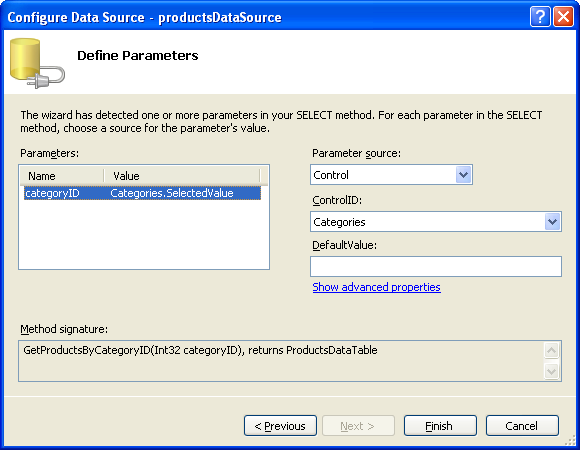 Configure Data Source - productsDataSource
Define Parameters
The wizard has detected one or more parameters in your SELECT method. For each parameter in the SELECT
method, choose a source for the parameter's value.
Parameters:
Name Value
categoryID Categories.SelectedValue
Parameter source:
Control
ControlID:
Categories
DefaultValue:
Show advanced properties
Method signature:
GetProductsByCategoryID(Int32 categoryID), returns ProductsDataTable
< Previous Next > Finish Cancel